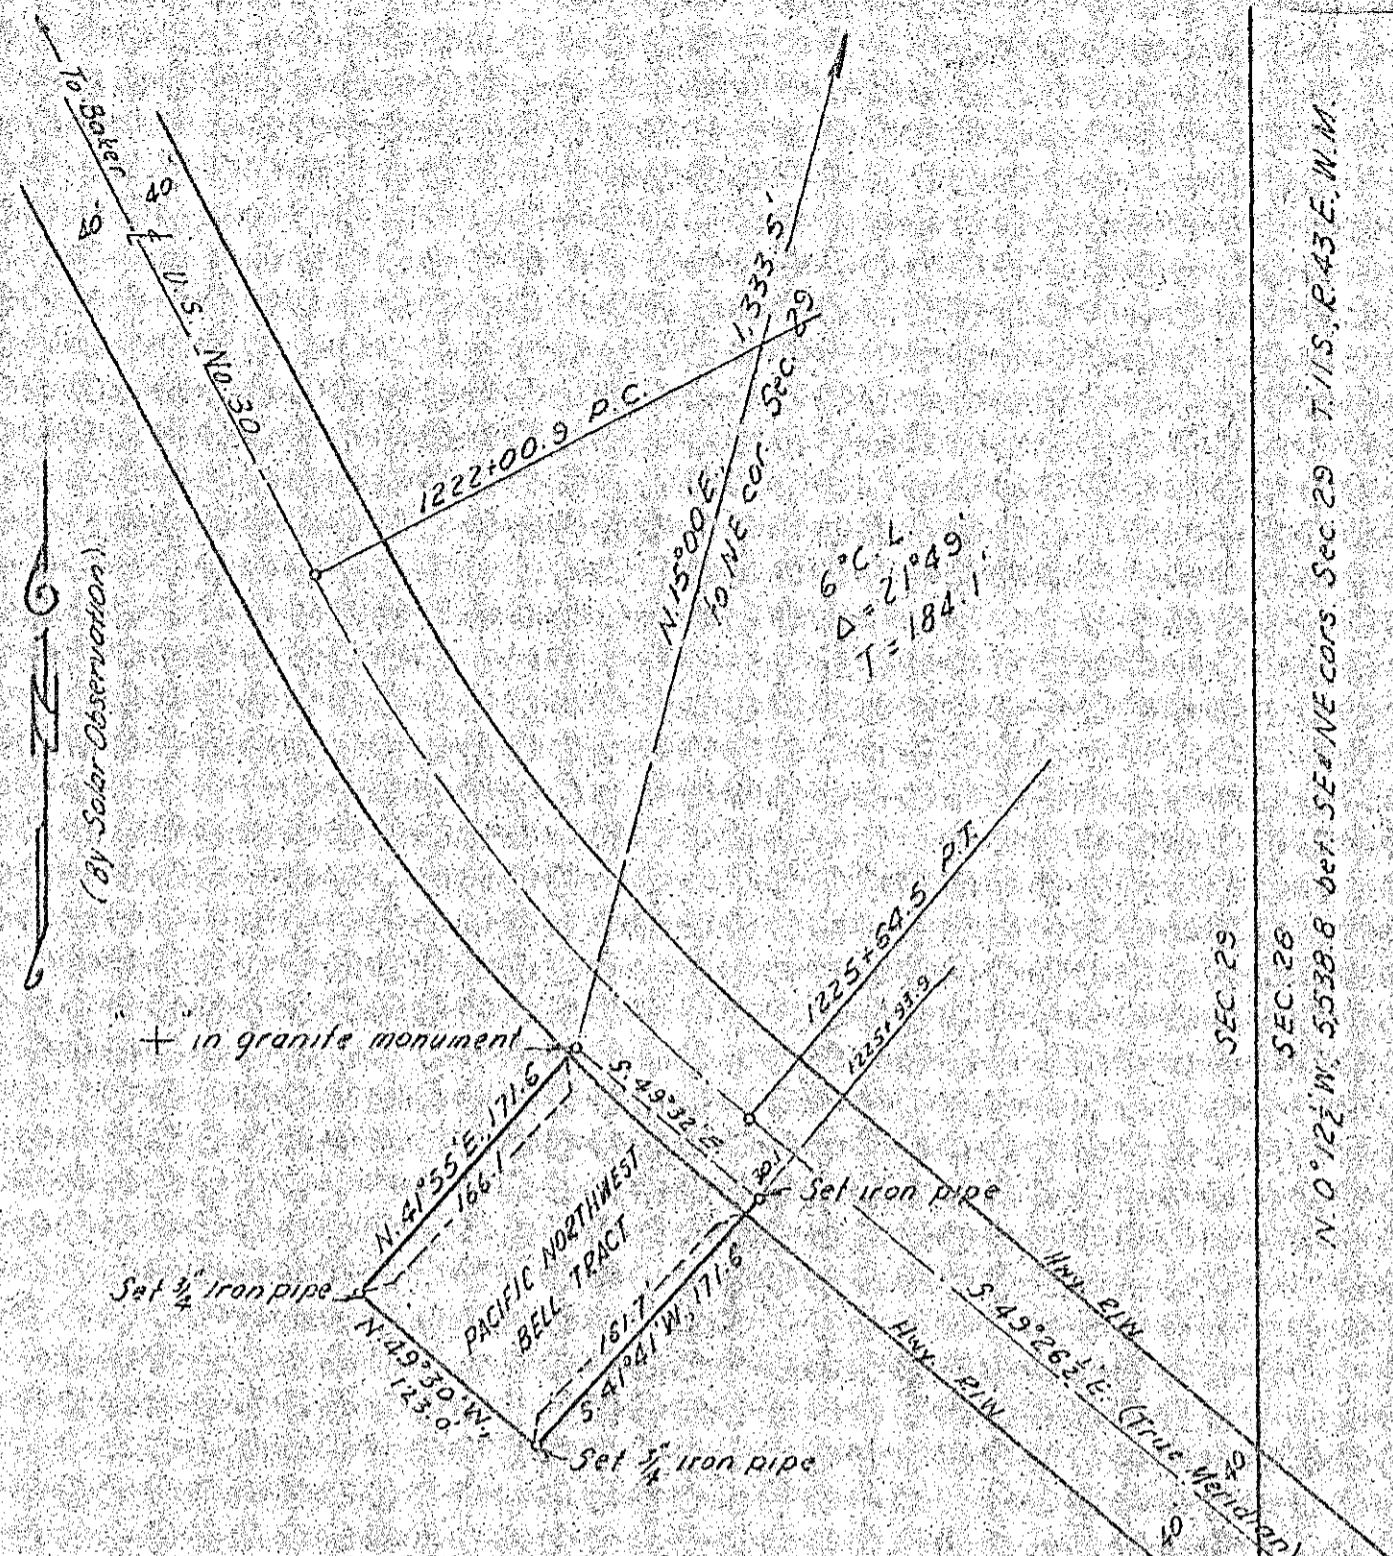 To Baker
40'
40'
U.S. No. 30
1,333.5'
1222+00.9 P.C.
N.15°00'E.,
to NE cor. Sec. 29
6° C. L.
Δ = 21°49'
T = 184.1'
(By Solar Observation)
N. 0° 12½' W. 5,538.8 bet. SE & NE cors. Sec. 29 T. 11 S., R. 43 E., W.M.
SEC. 29
SEC. 28
1225+64.5 P.T.
1225+93.9
"+" in granite monument
S. 49°32' E.
N. 41°55' E., 171.6
166.1
30.1
Set iron pipe
PACIFIC NORTHWEST
BELL TRACT
Set ¾" iron pipe
161.7'
S 41°41' W., 171.6
N. 49°30' W.,
123.0'
Set ¾" iron pipe
Hwy. R/W
Hwy. R/W
S. 49°26½' E. (True Meridian)
40
40'